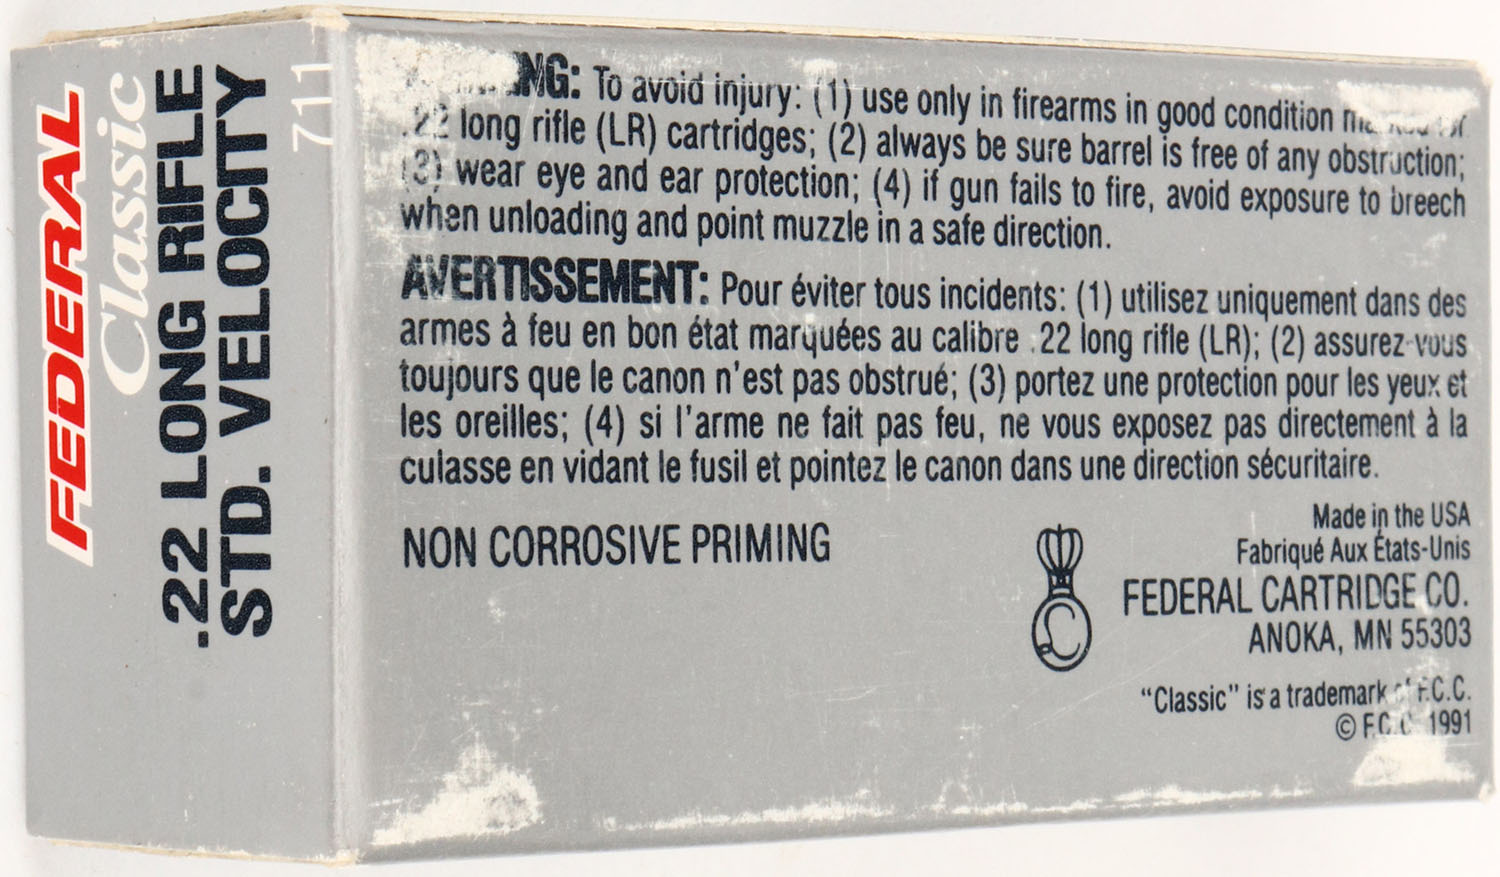 FEDERAL
Classic
.22 LONG RIFLE
STD. VELOCITY
711
To avoid injury: (1) use only in firearms in good condition
.22 long rifle (LR) cartridges; (2) always be sure barrel is free of any obstruction;
(3) wear eye and ear protection; (4) if gun fails to fire, avoid exposure to breech
when unloading and point muzzle in a safe direction.
AVERTISSEMENT: Pour éviter tous incidents: (1) utilisez uniquement dans des
armes à feu en bon état marquées au calibre .22 long rifle (LR); (2) assurez-vous
toujours que le canon n'est pas obstrué; (3) portez une protection pour les yeux et
les oreilles; (4) si l'arme ne fait pas feu, ne vous exposez pas directement à la
culasse en vidant le fusil et pointez le canon dans une direction sécuritaire.
NON CORROSIVE PRIMING
Made in the USA
Fabriqué Aux États-Unis
FEDERAL CARTRIDGE CO.
ANOKA, MN 55303
"Classic" is a trademark of F.C.C.
© F.C.C. 1991